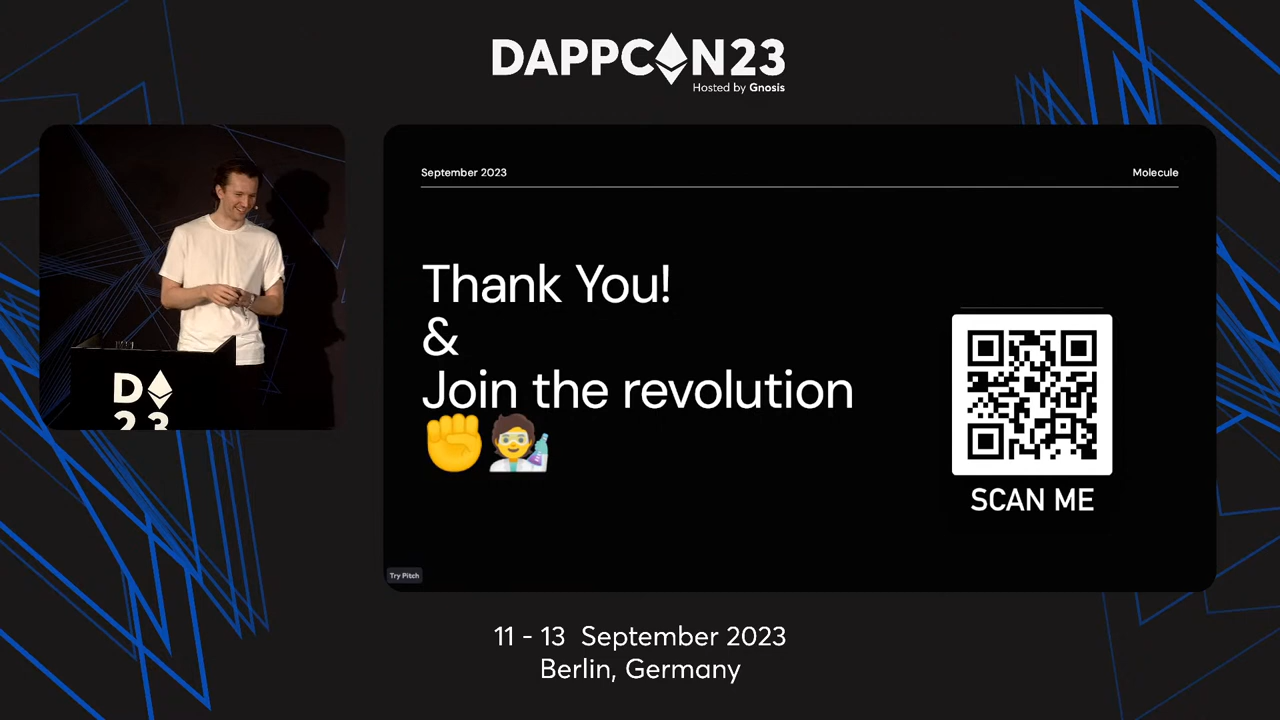 DAPPCON23
Hosted by Gnosis
September 2023
Molecule
Thank You!
&
Join the revolution
SCAN ME
Try Pitch
D
23
11 - 13 September 2023
Berlin, Germany